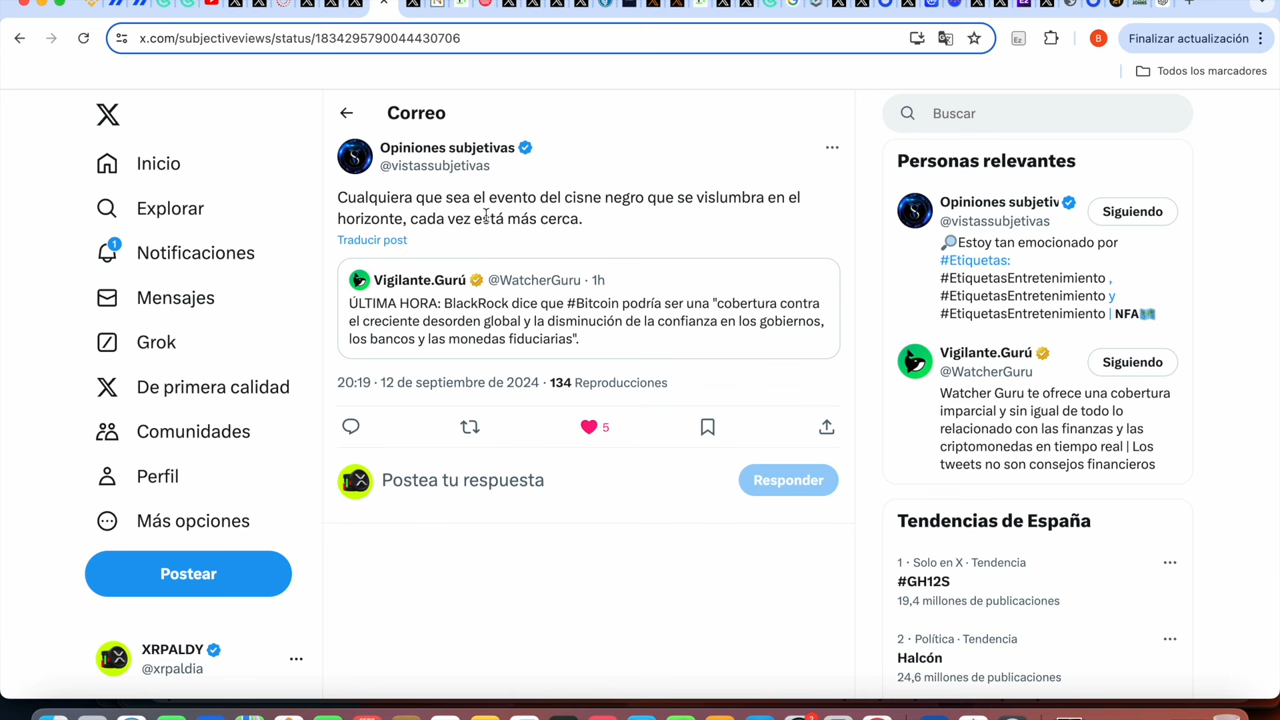 x.com/subjectiveviews/status/1834295790044430706
Ez
B
Finalizar actualización
Todos los marcadores
X
Inicio
Explorar
1
Notificaciones
Mensajes
Grok
De primera calidad
Comunidades
Perfil
Más opciones
Postear
XRPALDY
@xrpaldia
Correo
Opiniones subjetivas
@vistassubjetivas
Cualquiera que sea el evento del cisne negro que se vislumbra en el
horizonte, cada vez está más cerca.
Traducir post
Vigilante.Gurú @WatcherGuru · 1h
ÚLTIMA HORA: BlackRock dice que #Bitcoin podría ser una "cobertura contra
el creciente desorden global y la disminución de la confianza en los gobiernos,
los bancos y las monedas fiduciarias".
20:19 · 12 de septiembre de 2024 · 134 Reproducciones
5
Postea tu respuesta
Responder
Buscar
Personas relevantes
Opiniones subjetiv
@vistassubjetivas
Siguiendo
Estoy tan emocionado por
#Etiquetas:
#EtiquetasEntretenimiento ,
#EtiquetasEntretenimiento y
#EtiquetasEntretenimiento | NFA
Vigilante.Gurú
@WatcherGuru
Siguiendo
Watcher Guru te ofrece una cobertura
imparcial y sin igual de todo lo
relacionado con las finanzas y las
criptomonedas en tiempo real | Los
tweets no son consejos financieros
Tendencias de España
1 · Solo en X · Tendencia
#GH12S
19,4 millones de publicaciones
2 · Política · Tendencia
Halcón
24,6 millones de publicaciones